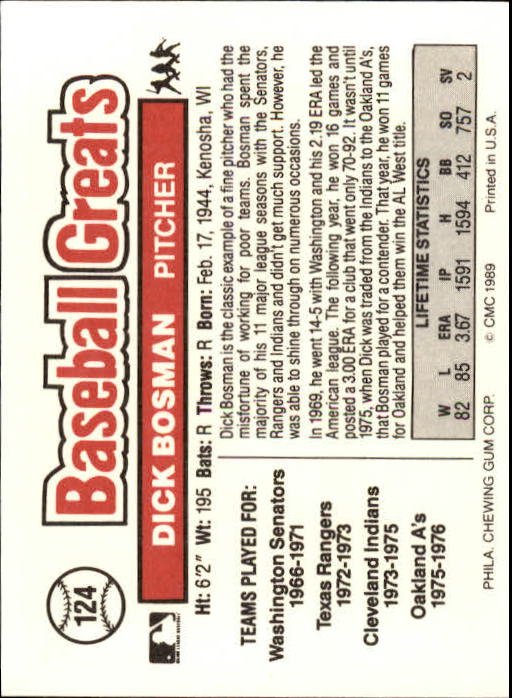 124
Baseball Greats
DICK BOSMAN PITCHER
Ht: 6'2" Wt: 195 Bats: R Throws: R Born: Feb. 17, 1944, Kenosha, WI
TEAMS PLAYED FOR:
Washington Senators
1966-1971
Texas Rangers
1972-1973
Cleveland Indians
1973-1975
Oakland A's
1975-1976
Dick Bosman is the classic example of a fine pitcher who had the
misfortune of working for poor teams. Bosman spent the
majority of his 11 major league seasons with the Senators,
Rangers and Indians and didn't get much support. However, he
was able to shine through on numerous occasions.
In 1969, he went 14-5 with Washington and his 2.19 ERA led the
American league. The following year, he won 16 games and
posted a 3.00 ERA for a club that went only 70-92. It wasn't until
1975, when Dick was traded from the Indians to the Oakland A's,
that Bosman played for a contender. That year, he won 11 games
for Oakland and helped them win the AL West title.
LIFETIME STATISTICS
W L ERA IP H BB SO SV
82 85 3.67 1591 1594 412 757 2
PHILA. CHEWING GUM CORP. © CMC 1989 Printed in U.S.A.